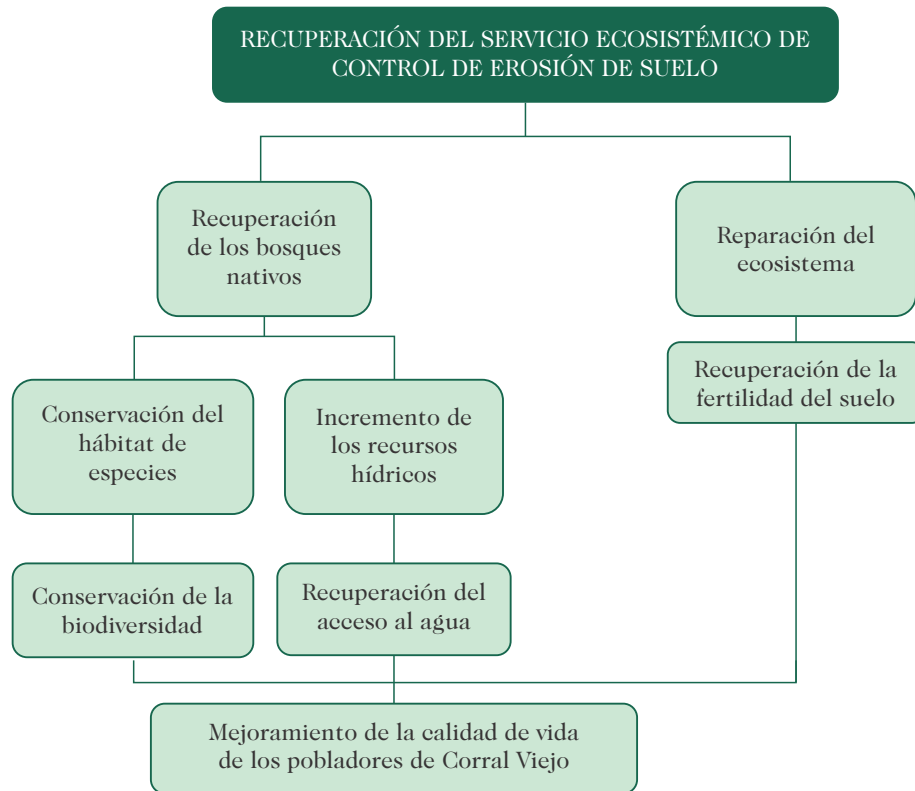 RECUPERACIÓN DEL SERVICIO ECOSISTÉMICO DE
CONTROL DE EROSIÓN DE SUELO
Recuperación
de los bosques
nativos
Reparación del
ecosistema
Recuperación de la
fertilidad del suelo
Conservación del
hábitat de
especies
Incremento de
los recursos
hídricos
Conservación de la
biodiversidad
Recuperación del
acceso al agua
Mejoramiento de la calidad de vida
de los pobladores de Corral Viejo